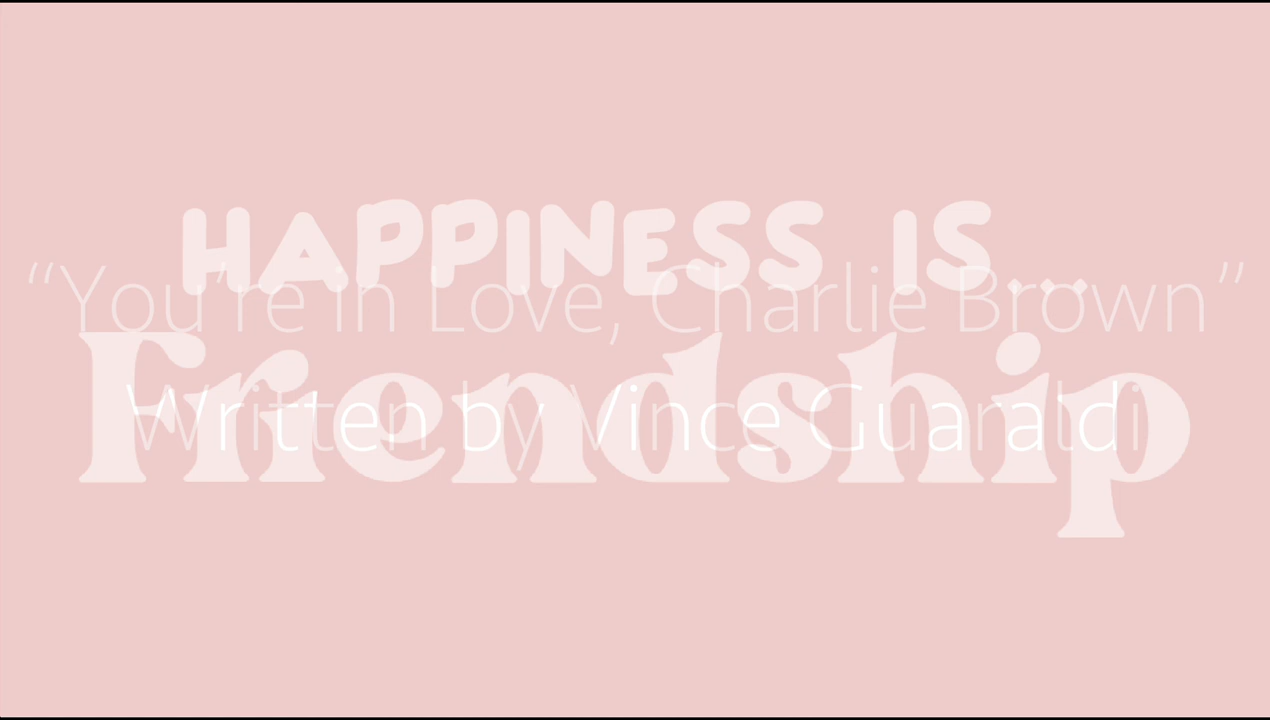 HAPPINESS IS...
“You’re in Love, Charlie Brown”
Friendship
Written by Vince Guaraldi